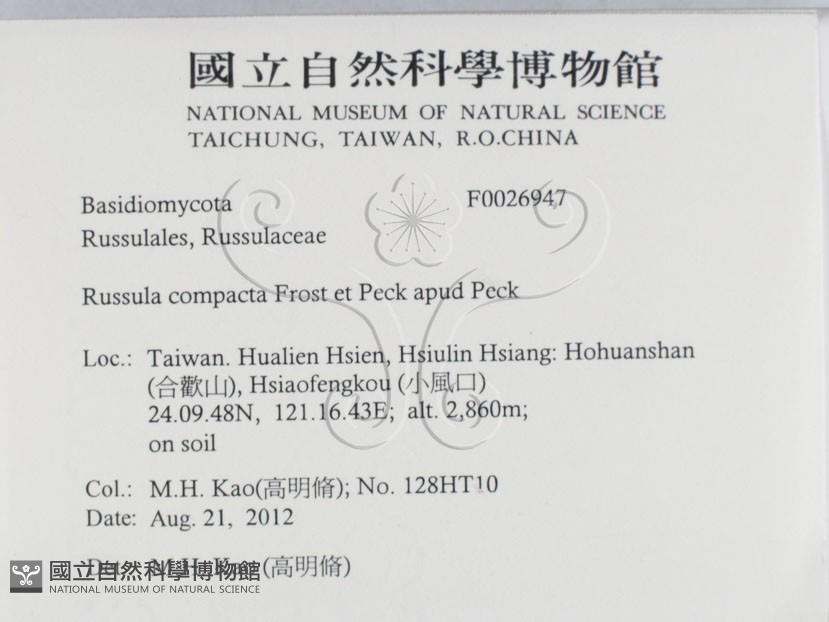 國立自然科學博物館
NATIONAL MUSEUM OF NATURAL SCIENCE
TAICHUNG, TAIWAN, R.O.CHINA
Basidiomycota F0026947
Russulales, Russulaceae
Russula compacta Frost et Peck apud Peck
Loc.: Taiwan. Hualien Hsien, Hsiulin Hsiang: Hohuanshan
(合歡山), Hsiaofengkou (小風口)
24.09.48N, 121.16.43E; alt. 2,860m;
on soil
Col.: M.H. Kao(高明脩); No. 128HT10
Date: Aug. 21, 2012
Det.: M.H. Kao (高明脩)
國立自然科學博物館
NATIONAL MUSEUM OF NATURAL SCIENCE